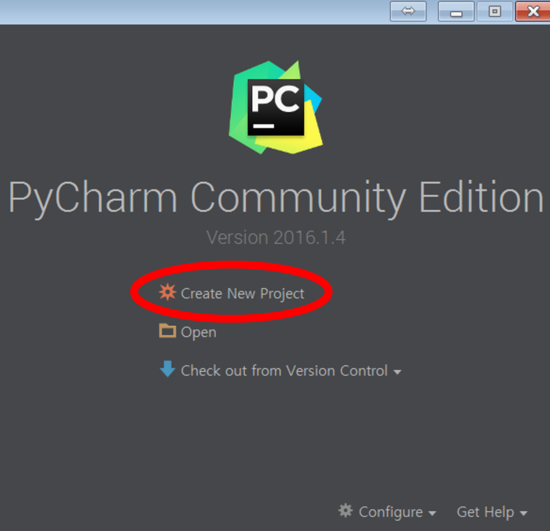 PC
PyCharm Community Edition
Version 2016.1.4
Create New Project
Open
Check out from Version Control
Configure Get Help